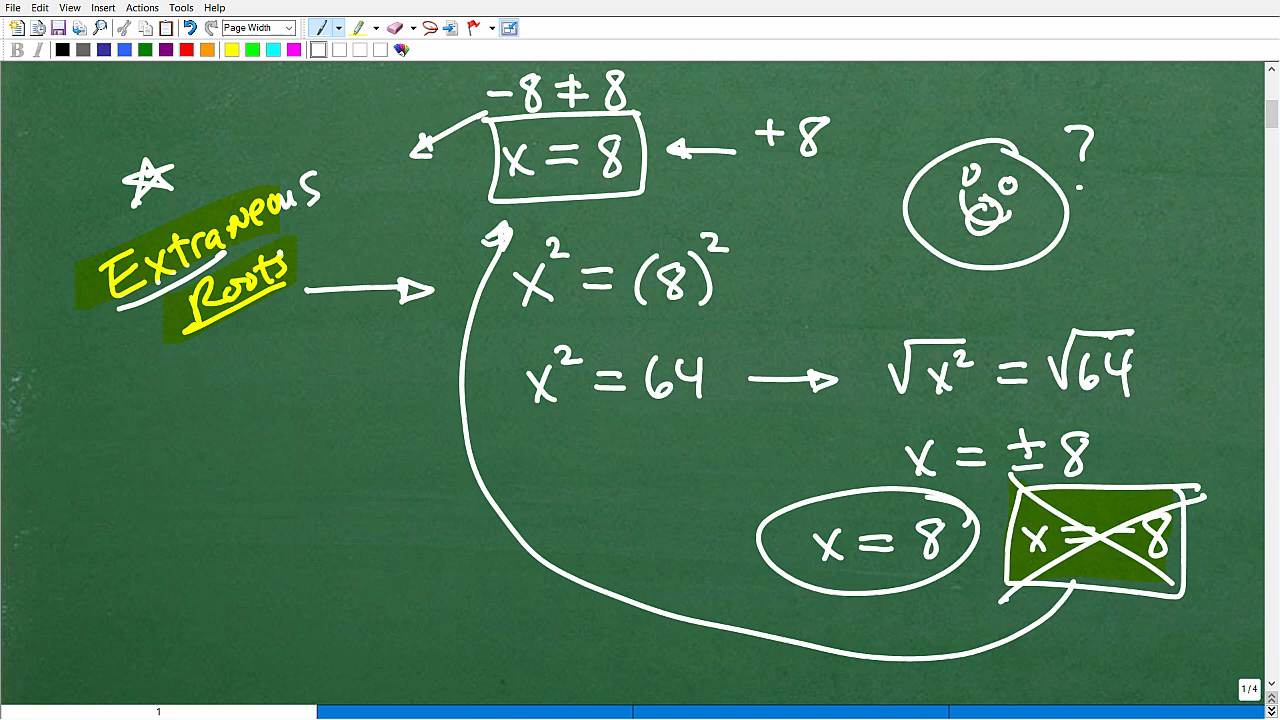 File Edit View Insert Actions Tools Help
Page Width
B I
-8 ≠ 8
x = 8
+8
?
Extraneous
Roots
x² = (8)²
x² = 64
√x² = √64
x = ± 8
x = 8
x = -8
1/4
1